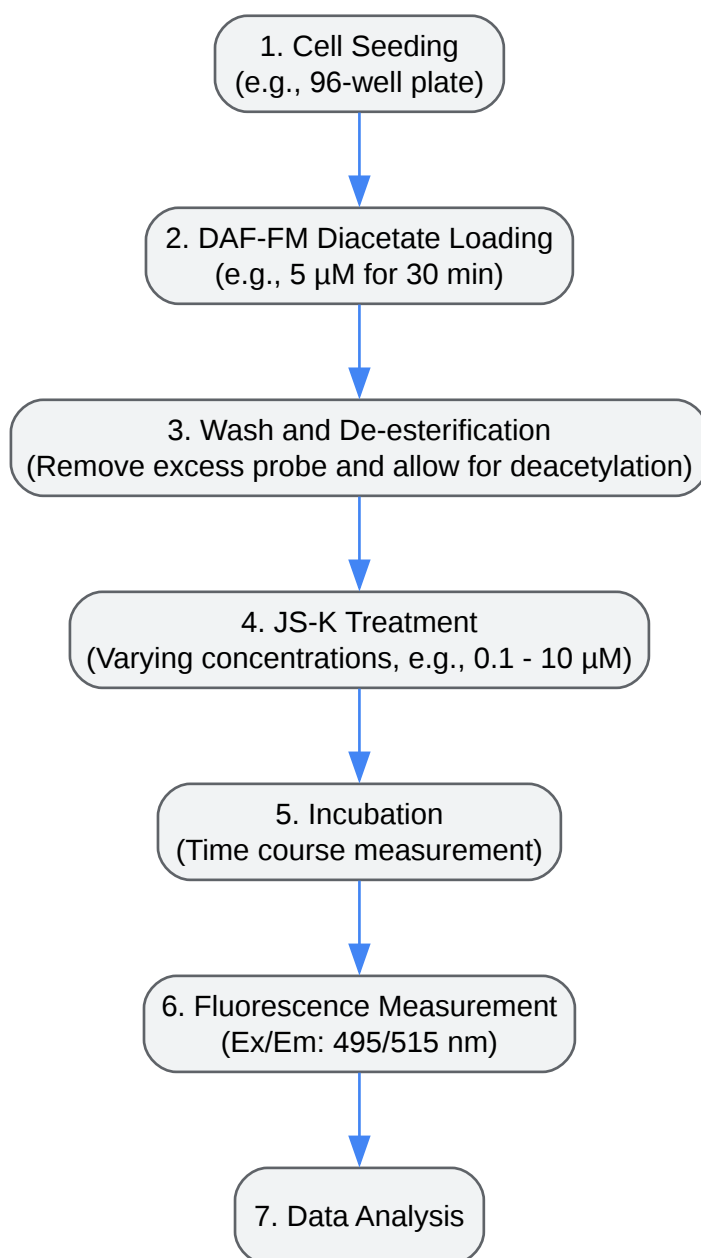 1. Cell Seeding
(e.g., 96-well plate)
2. DAF-FM Diacetate Loading
(e.g., 5 µM for 30 min)
3. Wash and De-esterification
(Remove excess probe and allow for deacetylation)
4. JS-K Treatment
(Varying concentrations, e.g., 0.1 - 10 µM)
5. Incubation
(Time course measurement)
6. Fluorescence Measurement
(Ex/Em: 495/515 nm)
7. Data Analysis